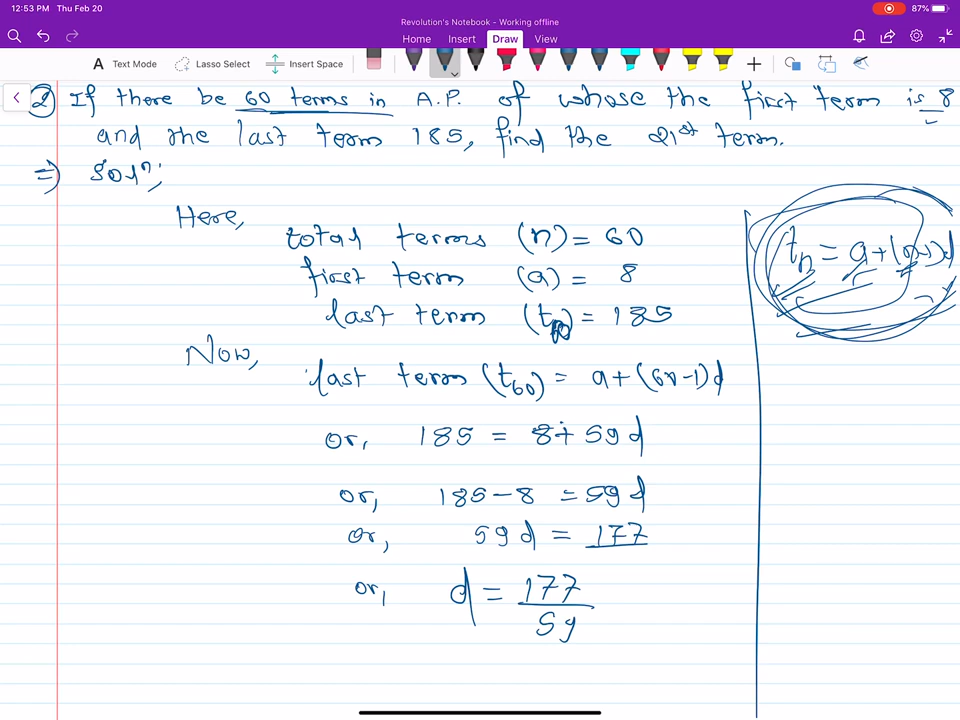 12:53 PM Thu Feb 20
87%
Revolution's Notebook - Working offline
Home Insert Draw View
Text Mode Lasso Select Insert Space
2) If there be 60 terms in A.P. of whose the first term is 8
and the last term 185, find the 21st term.
=> Solⁿ:
Here,
total terms (n) = 60
first term (a) = 8
last term (t) = 185
tn = a+(n-1)d
Now,
last term (t60) = a+(60-1)d
or, 185 = 8+59d
or, 185-8 = 59d
or, 59d = 177
or, d = 177/59